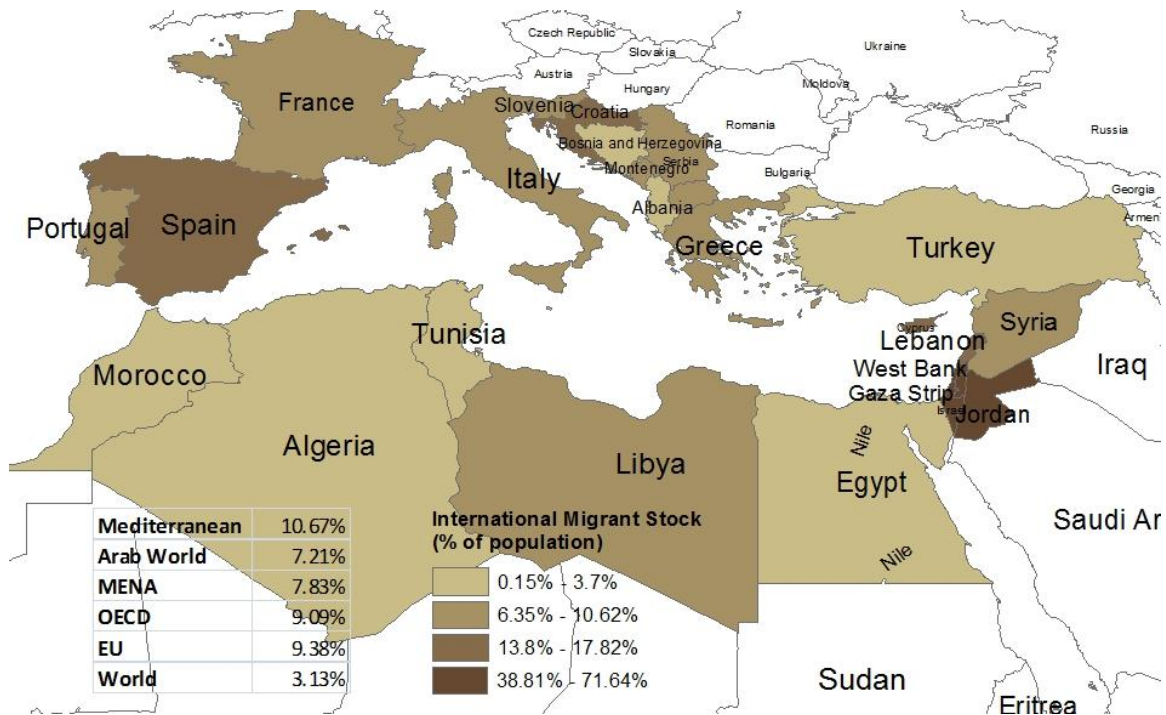 Czech Republic
Ukraine
Slovakia
Austria
Moldova
Hungary
France
Slovenia
Croatia
Romania
Russia
Bosnia and Herzegovina
Serbia
Montenegro
Italy
Bulgaria
Georgia
Albania
Armen
Portugal
Spain
Greece
Turkey
Cyprus
Syria
Tunisia
Lebanon
Iraq
Morocco
West Bank
Gaza Strip
Israel
Jordan
Algeria
Nile
Libya
Egypt
Saudi Ar
Nile
Sudan
Eritrea
Mediterranean 10.67%
Arab World 7.21%
MENA 7.83%
OECD 9.09%
EU 9.38%
World 3.13%
International Migrant Stock
(% of population)
0.15% - 3.7%
6.35% - 10.62%
13.8% - 17.82%
38.81% - 71.64%